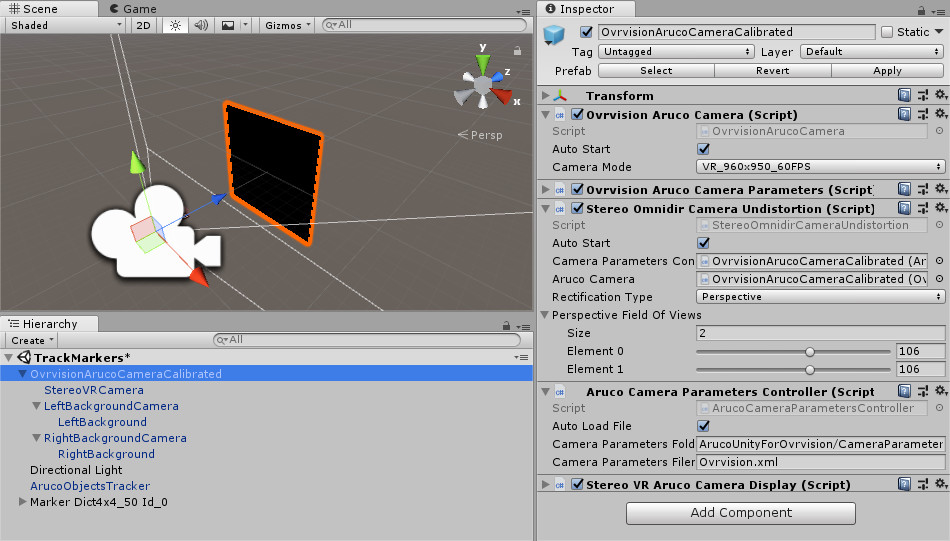 Scene
Game
Shaded
2D
Gizmos
All
y
z
x
Persp
Hierarchy
Create
All
TrackMarkers*
OvrvisionArucoCameraCalibrated
StereoVRCamera
LeftBackgroundCamera
LeftBackground
RightBackgroundCamera
RightBackground
Directional Light
ArucoObjectsTracker
Marker Dict4x4_50 Id_0
Inspector
OvrvisionArucoCameraCalibrated Static
Tag Untagged Layer Default
Prefab Select Revert Apply
Transform
Ovrvision Aruco Camera (Script)
Script OvrvisionArucoCamera
Auto Start
Camera Mode VR_960x950_60FPS
Ovrvision Aruco Camera Parameters (Script)
Stereo Omnidir Camera Undistortion (Script)
Script StereoOmnidirCameraUndistortion
Auto Start
Camera Parameters Con OvrvisionArucoCameraCalibrated (Ar
Aruco Camera OvrvisionArucoCameraCalibrated (Ov
Rectification Type Perspective
Perspective Field Of Views
Size 2
Element 0 106
Element 1 106
Aruco Camera Parameters Controller (Script
Script ArucoCameraParametersController
Auto Load File
Camera Parameters Fold ArucoUnityForOvrvision/CameraParameter
Camera Parameters Filer Ovrvision.xml
Stereo VR Aruco Camera Display (Script)
Add Component